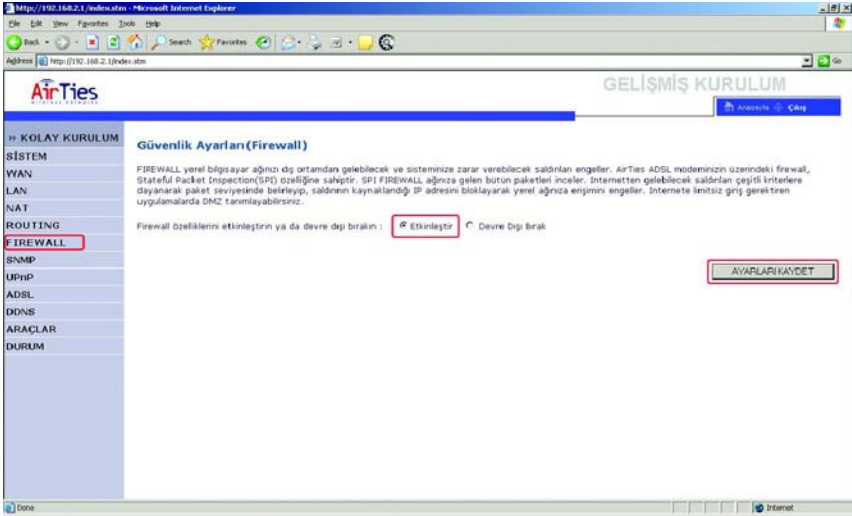 http://192.168.2.1/index.stm - Microsoft Internet Explorer
File Edit View Favorites Tools Help
Back Search Favorites
Address http://192.168.2.1/index.stm Go
AirTies
wireless networks
GELİŞMİŞ KURULUM
Anasayfa Çıkış
» KOLAY KURULUM
SİSTEM
WAN
LAN
NAT
ROUTING
FIREWALL
SNMP
UPnP
ADSL
DDNS
ARAÇLAR
DURUM
Güvenlik Ayarları(Firewall)
FIREWALL yerel bilgisayar ağınızı dış ortamdan gelebilecek ve sisteminize zarar verebilecek saldırıları engeller. AirTies ADSL modeminizin üzerindeki firewall,
Stateful Packet Inspection(SPI) özelliğine sahiptir. SPI FIREWALL ağınıza gelen bütün paketleri inceler. Internetten gelebilecek saldırıları çeşitli kriterlere
dayanarak paket seviyesinde belirleyip, saldırının kaynaklandığı IP adresini bloklayarak yerel ağınıza erişimini engeller. Internete limitsiz giriş gerektiren
uygulamalarda DMZ tanımlayabilirsiniz.
Firewall özelliklerini etkinleştirin ya da devre dışı bırakın : Etkinleştir Devre Dışı Bırak
AYARLARI KAYDET
Done Internet